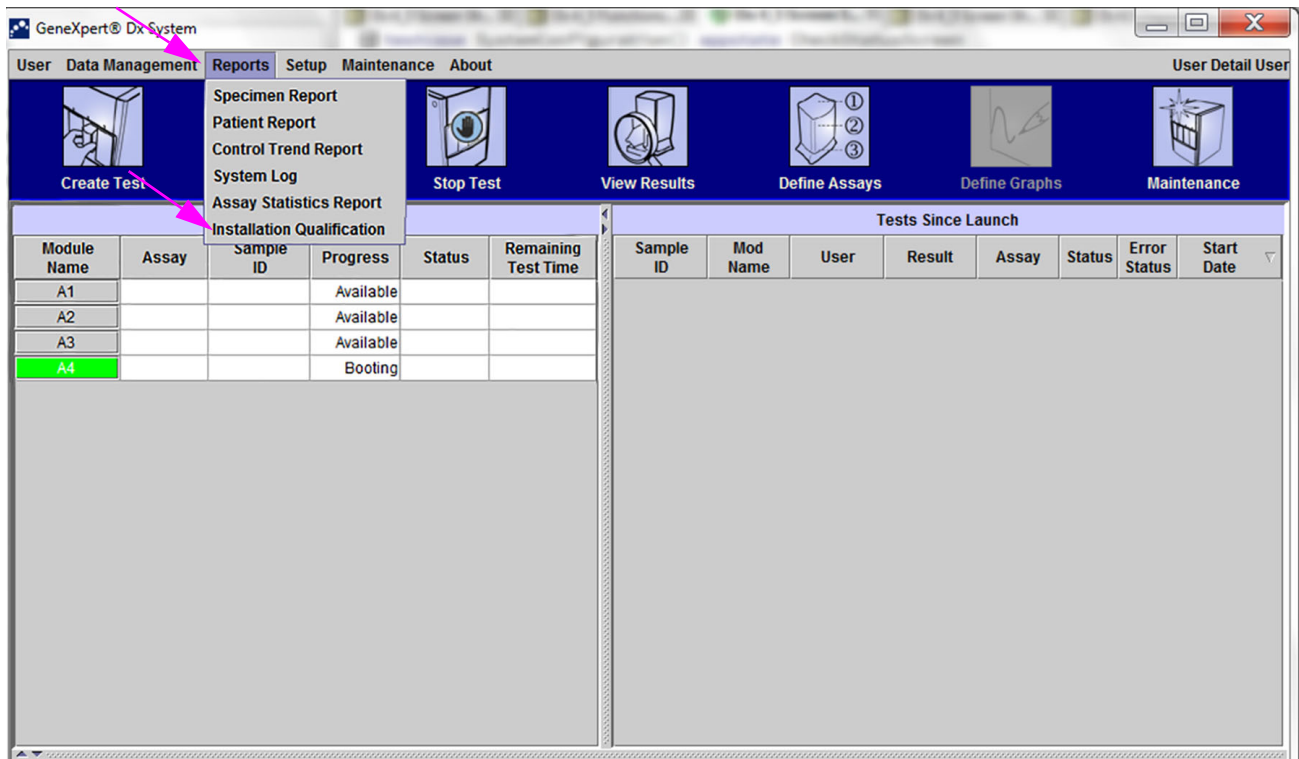 GeneXpert® Dx System
User Data Management Reports Setup Maintenance About User Detail User
Specimen Report
Patient Report
Control Trend Report
System Log
Assay Statistics Report
Installation Qualification
Create Test Stop Test View Results Define Assays Define Graphs Maintenance
① ② ③
Tests Since Launch
Module Name Assay Sample ID Progress Status Remaining Test Time
Sample ID Mod Name User Result Assay Status Error Status Start Date
A1 Available
A2 Available
A3 Available
A4 Booting